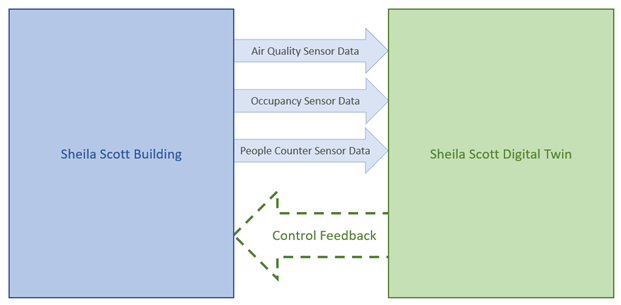 Air Quality Sensor Data
Occupancy Sensor Data
People Counter Sensor Data
Sheila Scott Building
Sheila Scott Digital Twin
Control Feedback